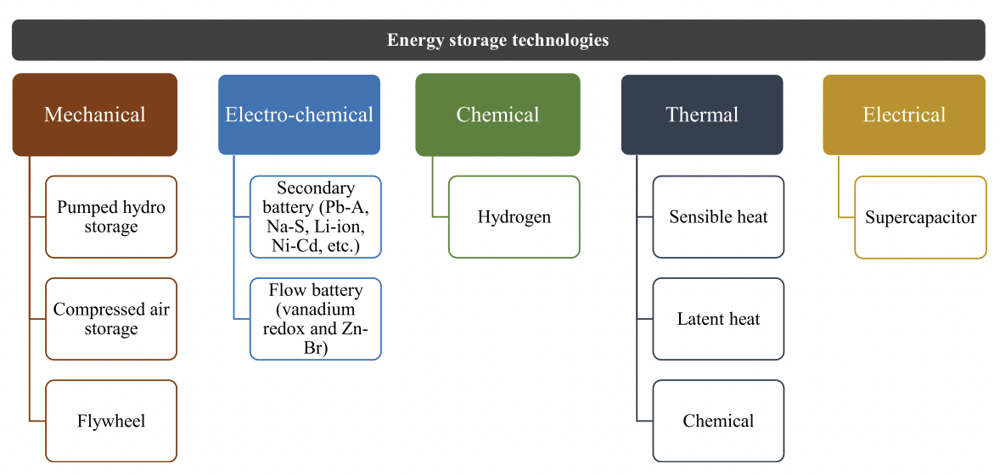 Energy storage technologies
Mechanical
Pumped hydro
storage
Compressed air
storage
Flywheel
Electro-chemical
Secondary
battery (Pb-A,
Na-S, Li-ion,
Ni-Cd, etc.)
Flow battery
(vanadium
redox and Zn-
Br)
Chemical
Hydrogen
Thermal
Sensible heat
Latent heat
Chemical
Electrical
Supercapacitor